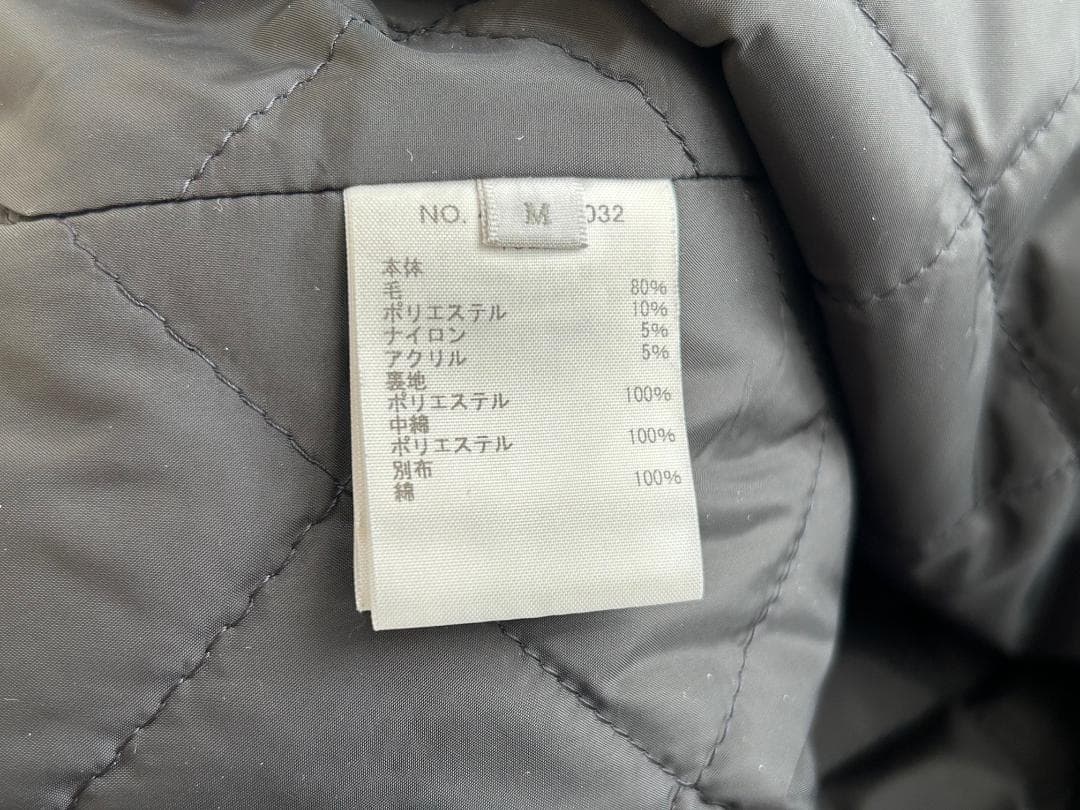 NO.
032
M
本体
毛 80%
ポリエステル 10%
ナイロン 5%
アクリル 5%
裏地
ポリエステル 100%
中綿
ポリエステル 100%
別布
綿 100%